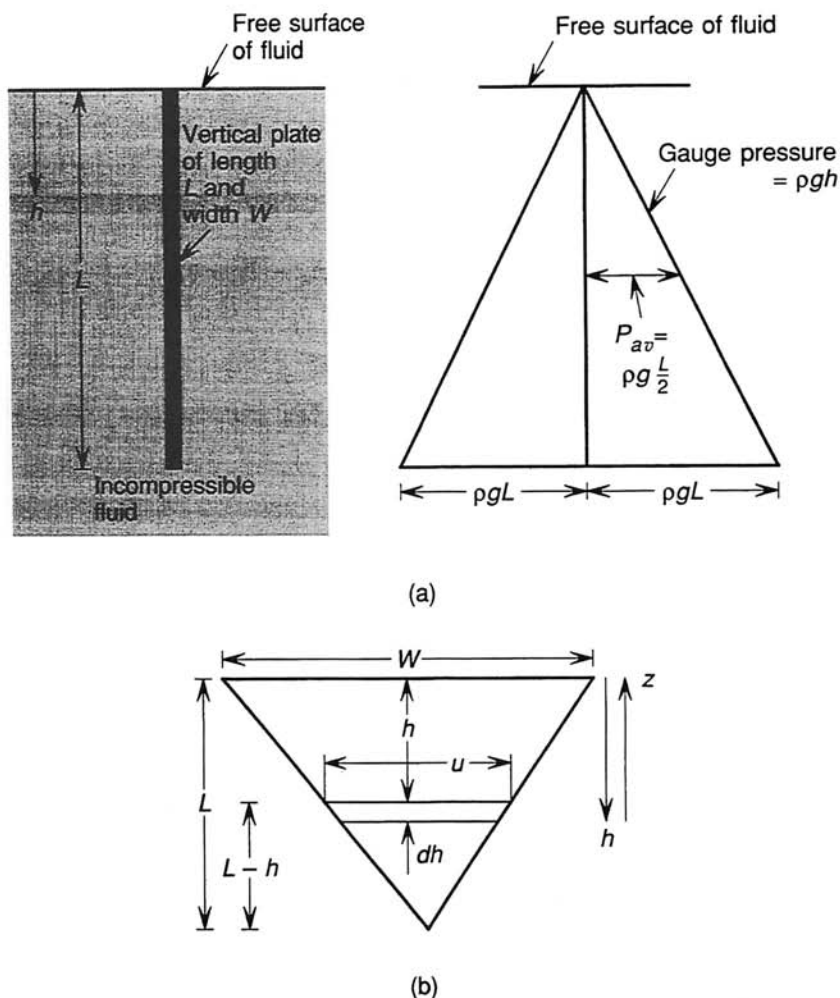 Free surface
of fluid
Vertical plate
of length
L and
width W
h
L
Incompressible
fluid
Free surface of fluid
Gauge pressure
= ρgh
P_av =
ρg L/2
ρgL
ρgL
(a)
W
z
h
u
L
h
dh
L – h
(b)